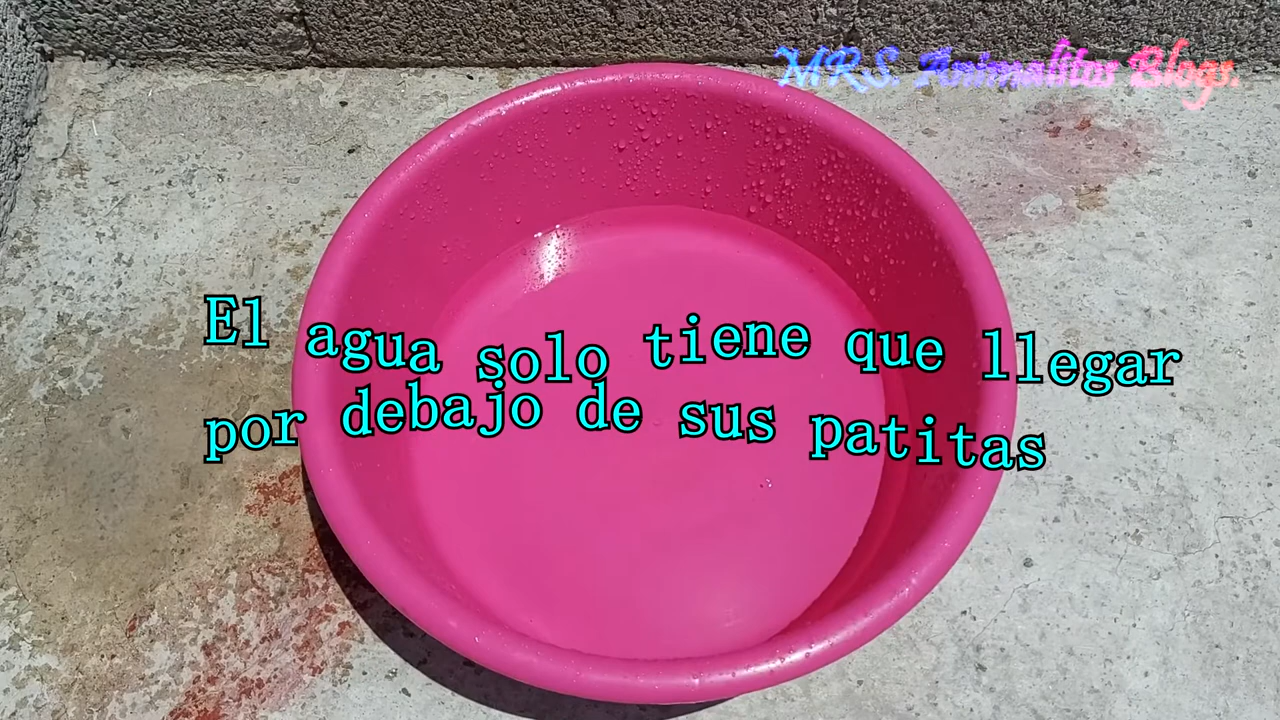 MRS. Animalitos Blogs.
El agua solo tiene que llegar
por debajo de sus patitas